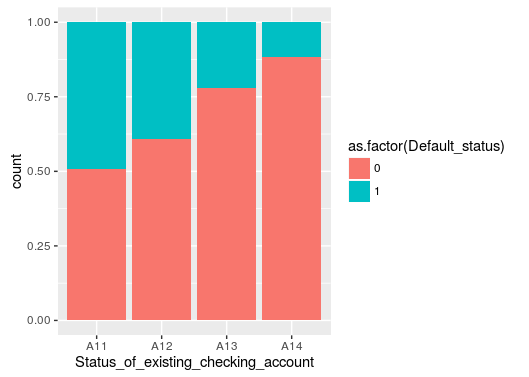 1.00
0.75
0.50
0.25
0.00
count
A11 A12 A13 A14
Status_of_existing_checking_account
as.factor(Default_status)
0
1